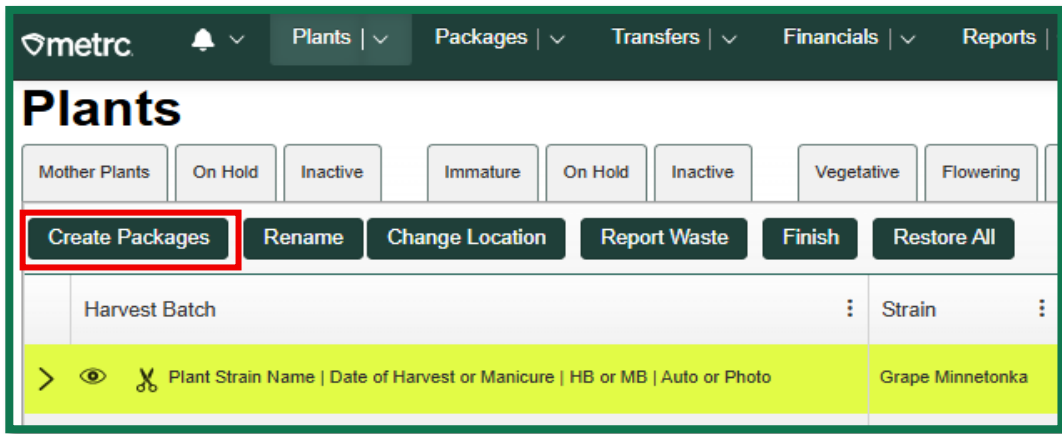 metrc Plants | Packages | Transfers | Financials | Reports |
Plants
Mother Plants On Hold Inactive Immature On Hold Inactive Vegetative Flowering
Create Packages Rename Change Location Report Waste Finish Restore All
Harvest Batch Strain
Plant Strain Name | Date of Harvest or Manicure | HB or MB | Auto or Photo Grape Minnetonka